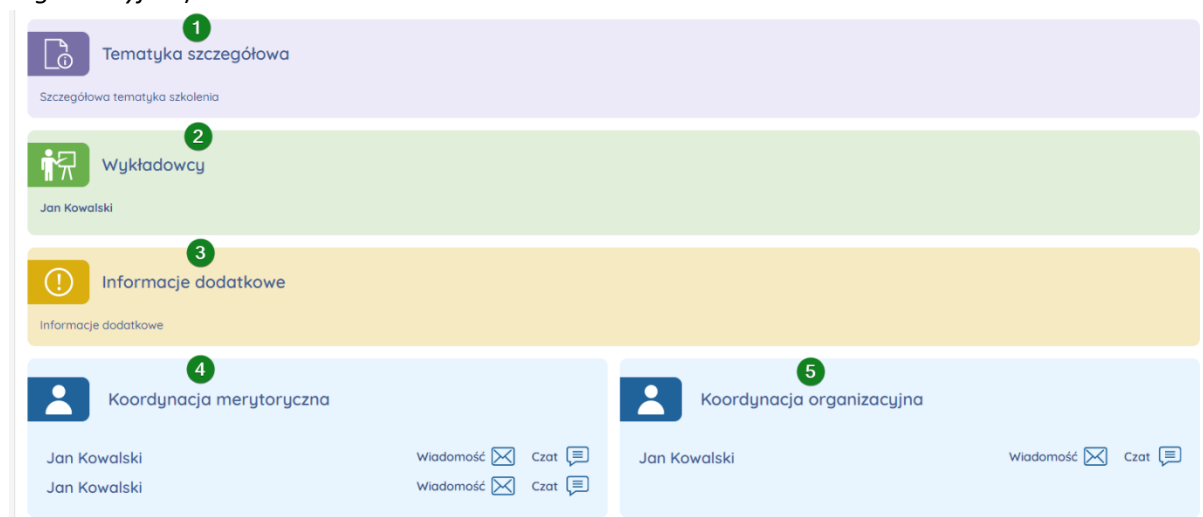 1
Tematyka szczegółowa
Szczegółowa tematyka szkolenia
2
Wykładowcy
Jan Kowalski
3
Informacje dodatkowe
Informacje dodatkowe
4
Koordynacja merytoryczna
Jan Kowalski Wiadomość Czat
Jan Kowalski Wiadomość Czat
5
Koordynacja organizacyjna
Jan Kowalski Wiadomość Czat